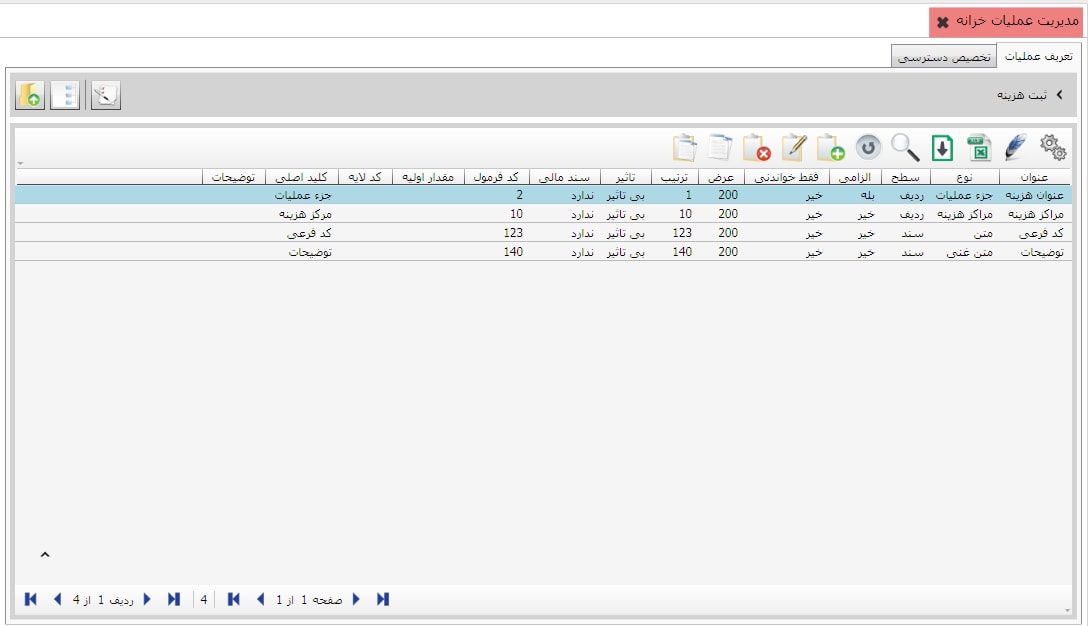 مدیریت عملیات خزانه
تعریف عملیات تخصیص دسترسی
ثبت هزینه
عنوان نوع سطح الزامی فقط خواندنی عرض ترتیب تاثیر سند مالی کد فرمول مقدار اولیه کد لایه کلید اصلی توضیحات
عنوان هزینه جزء عملیات ردیف بله خیر 200 1 بی تاثیر ندارد 2 جزء عملیات
مراکز هزینه مراکز هزینه ردیف خیر خیر 200 10 بی تاثیر ندارد 10 مرکز هزینه
کد فرعی متن سند خیر خیر 200 123 بی تاثیر ندارد 123 کد فرعی
توضیحات متن غنی سند خیر خیر 200 140 بی تاثیر ندارد 140 توضیحات
صفحه 1 از 1 4 ردیف 1 از 4